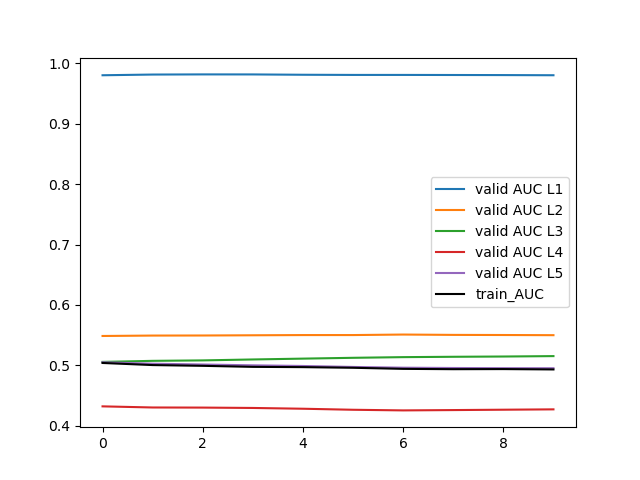 1.0
0.9
0.8
0.7
0.6
0.5
0.4
0 2 4 6 8
valid AUC L1
valid AUC L2
valid AUC L3
valid AUC L4
valid AUC L5
train_AUC